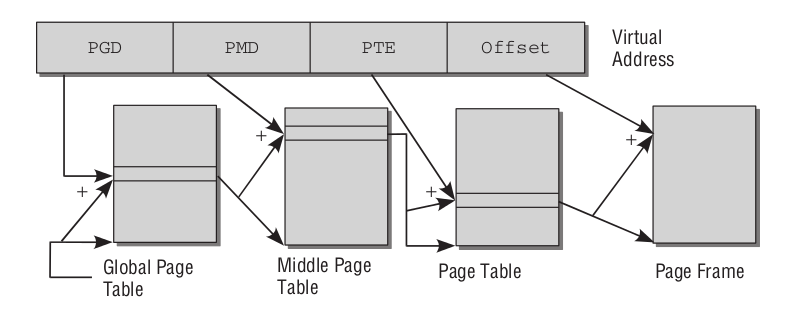 PGD PMD PTE Offset
Virtual
Address
+
+
+
+
Global Page
Table
Middle Page
Table
Page Table
Page Frame